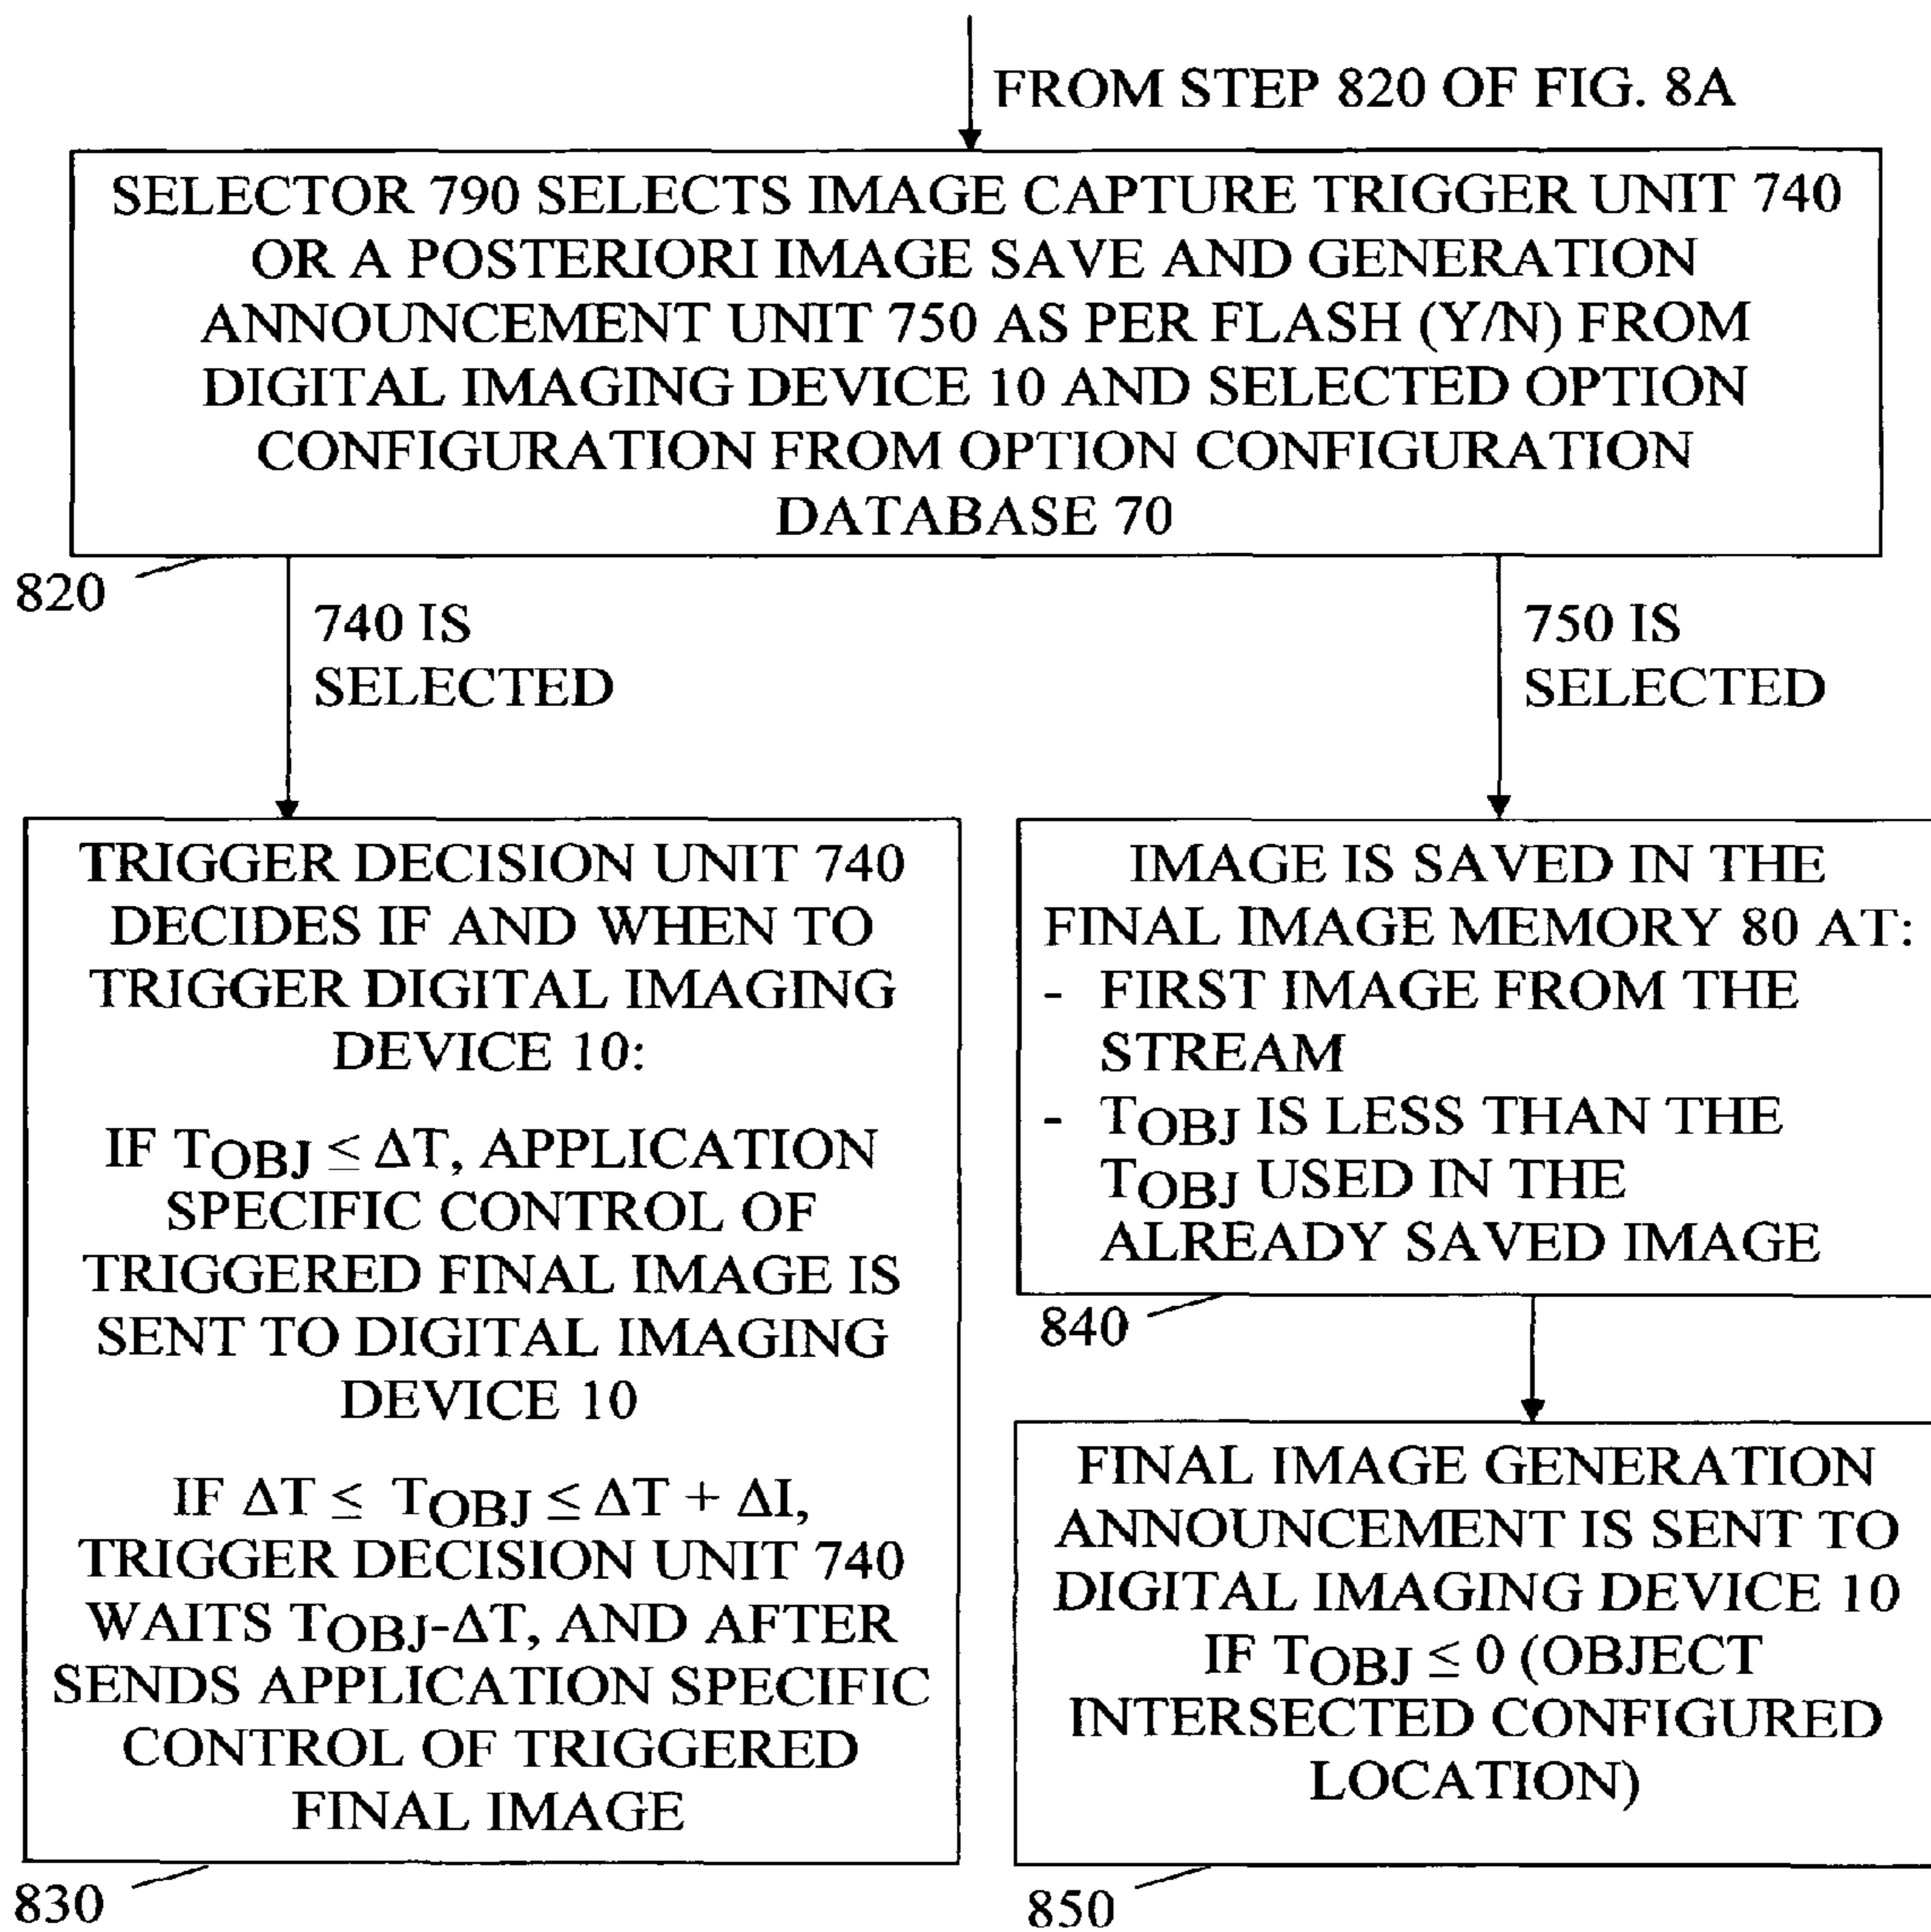 FROM STEP 820 OF FIG. 8A
SELECTOR 790 SELECTS IMAGE CAPTURE TRIGGER UNIT 740
OR A POSTERIORI IMAGE SAVE AND GENERATION
ANNOUNCEMENT UNIT 750 AS PER FLASH (Y/N) FROM
DIGITAL IMAGING DEVICE 10 AND SELECTED OPTION
CONFIGURATION FROM OPTION CONFIGURATION
DATABASE 70
820
740 IS
SELECTED
750 IS
SELECTED
TRIGGER DECISION UNIT 740
DECIDES IF AND WHEN TO
TRIGGER DIGITAL IMAGING
DEVICE 10:
IF TOBJ ≤ ΔT, APPLICATION
SPECIFIC CONTROL OF
TRIGGERED FINAL IMAGE IS
SENT TO DIGITAL IMAGING
DEVICE 10
IF ΔT ≤ TOBJ ≤ ΔT + ΔI,
TRIGGER DECISION UNIT 740
WAITS TOBJ-ΔT, AND AFTER
SENDS APPLICATION SPECIFIC
CONTROL OF TRIGGERED
FINAL IMAGE
830
IMAGE IS SAVED IN THE
FINAL IMAGE MEMORY 80 AT:
- FIRST IMAGE FROM THE
STREAM
- TOBJ IS LESS THAN THE
TOBJ USED IN THE
ALREADY SAVED IMAGE
840
FINAL IMAGE GENERATION
ANNOUNCEMENT IS SENT TO
DIGITAL IMAGING DEVICE 10
IF TOBJ ≤ 0 (OBJECT
INTERSECTED CONFIGURED
LOCATION)
850